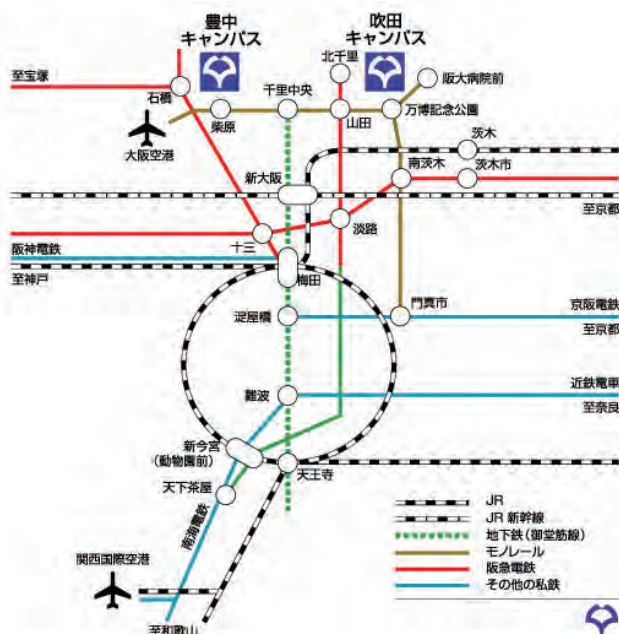 豊中
キャンパス
吹田
キャンパス
至宝塚
石橋
千里中央
北千里
阪大病院前
柴原
山田
万博記念公園
大阪空港
茨木
新大阪
南茨木
茨木市
至京都
十三
淡路
阪神電鉄
至神戸
梅田
淀屋橋
門真市
京阪電鉄
至京都
難波
近鉄電車
至奈良
新今宮
(動物園前)
天王寺
天下茶屋
南海電鉄
関西国際空港
至和歌山
JR
JR 新幹線
地下鉄(御堂筋線)
モノレール
阪急電鉄
その他の私鉄